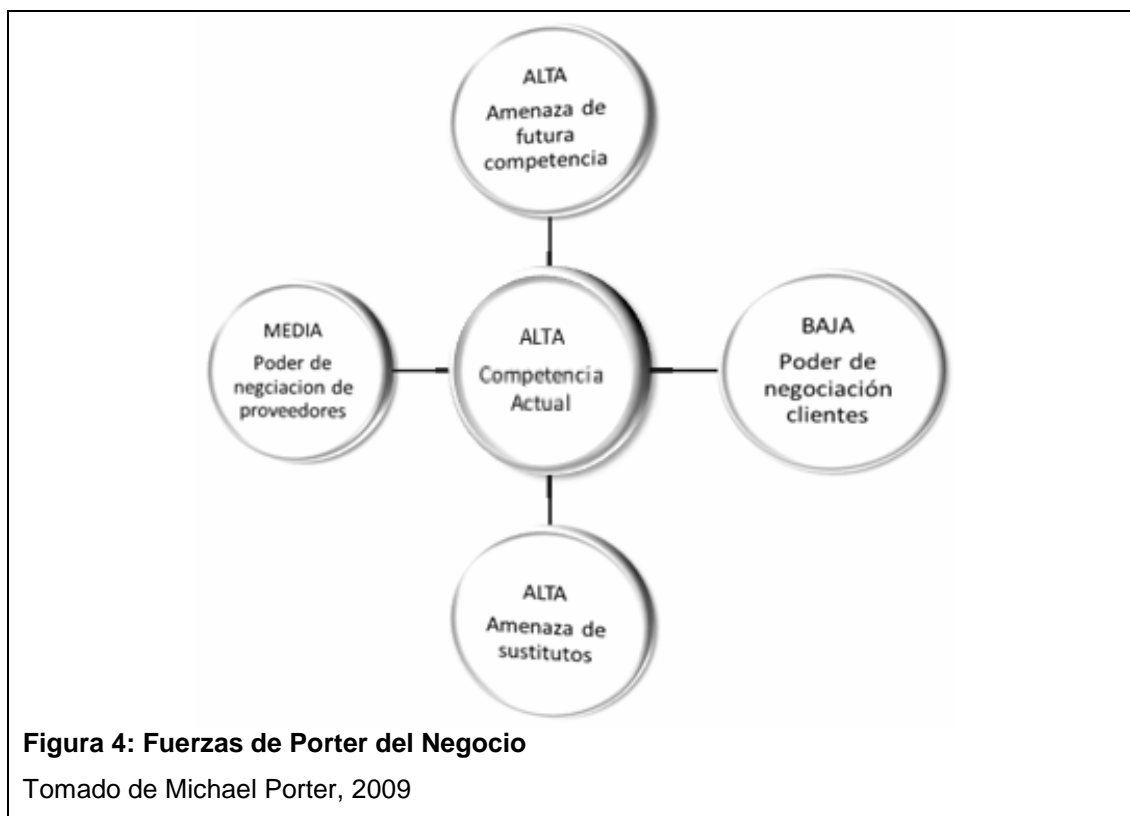 ALTA
Amenaza de
futura
competencia
MEDIA
Poder de
negciacion de
proveedores
ALTA
Competencia
Actual
BAJA
Poder de
negociación
clientes
ALTA
Amenaza de
sustitutos
Figura 4: Fuerzas de Porter del Negocio
Tomado de Michael Porter, 2009